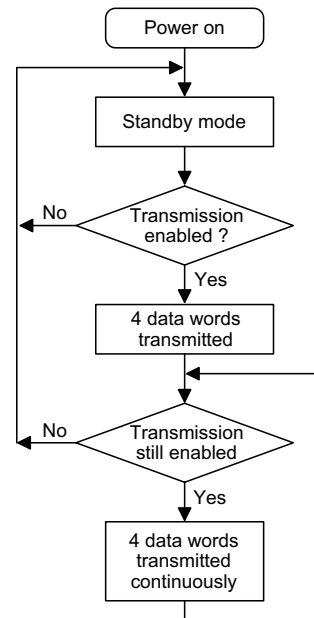 Power on
Standby mode
Transmission
enabled ?
No
Yes
4 data words
transmitted
Transmission
still enabled
No
Yes
4 data words
transmitted
continuously